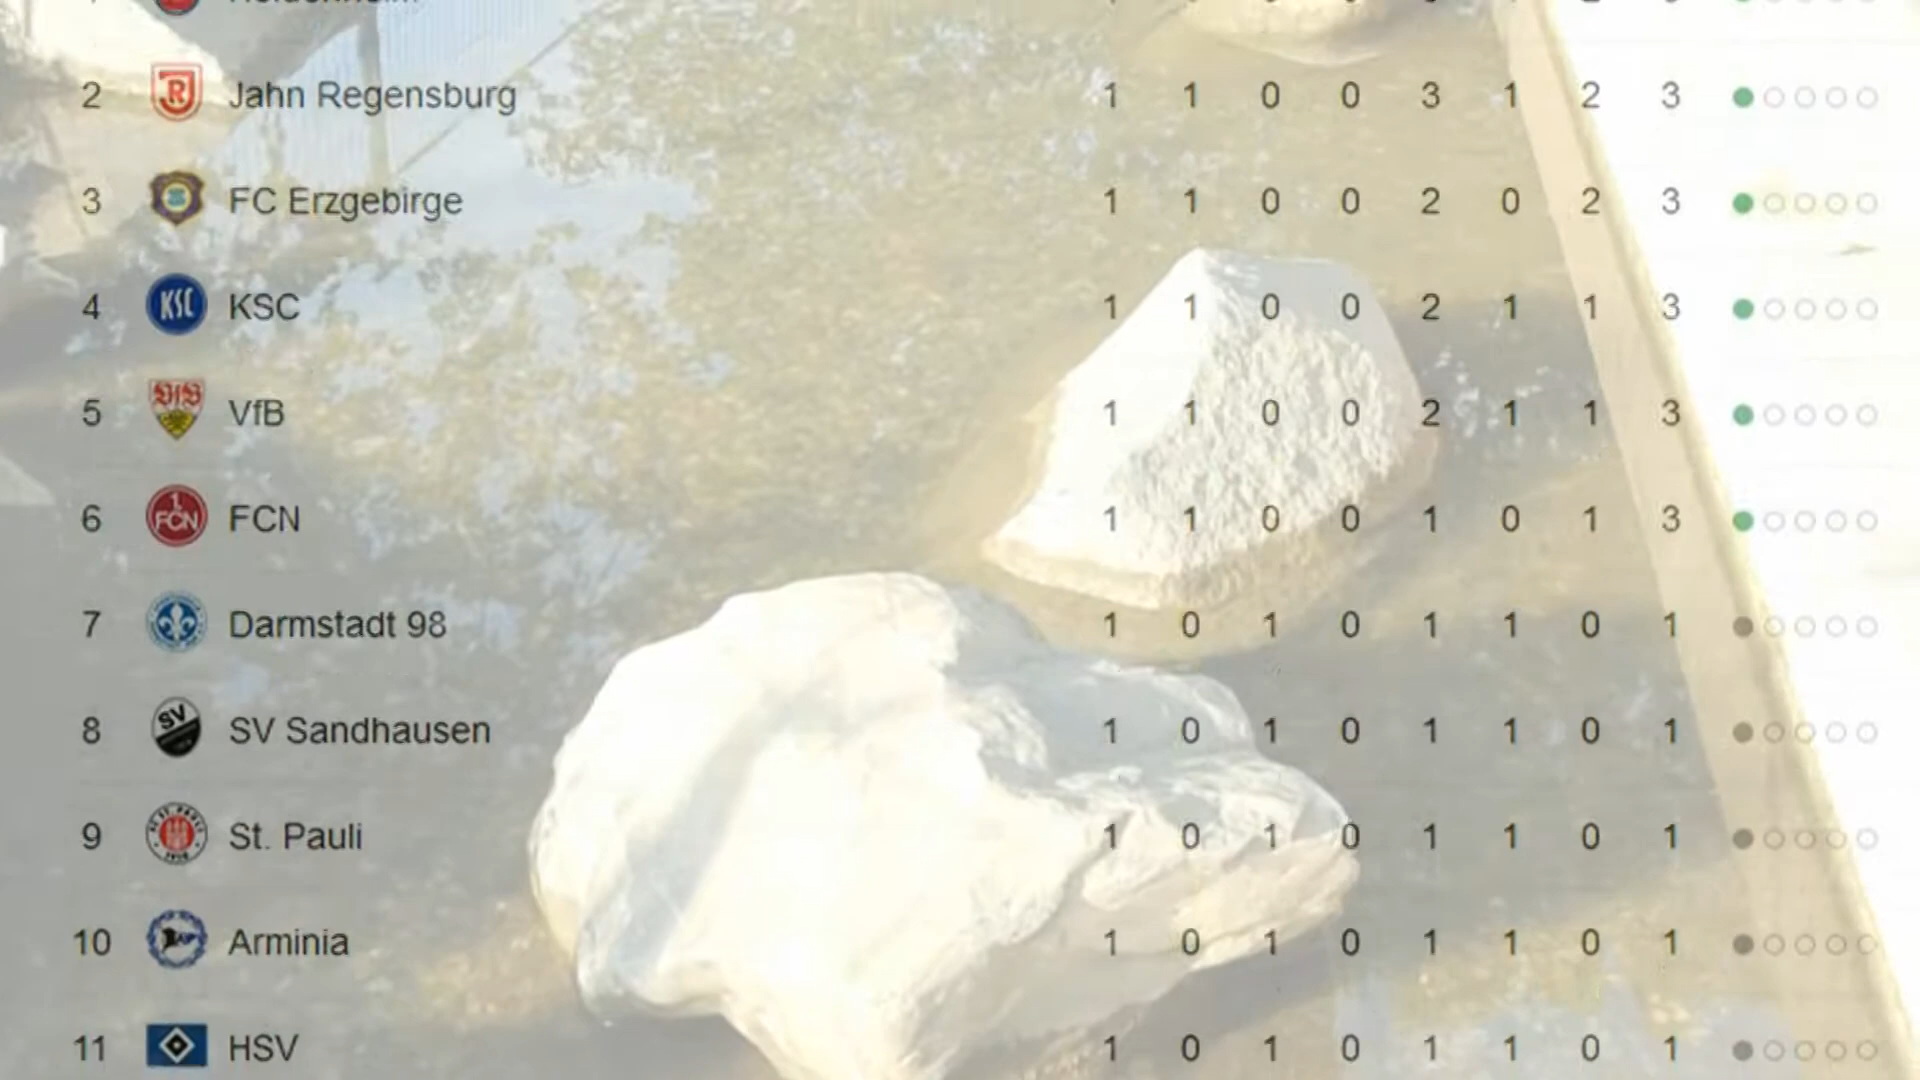 2 Jahn Regensburg 1 1 0 0 3 1 2 3
3 FC Erzgebirge 1 1 0 0 2 0 2 3
4 KSC 1 1 0 0 2 1 1 3
5 VfB 1 1 0 0 2 1 1 3
6 1. FCN FCN 1 1 0 0 1 0 1 3
7 Darmstadt 98 1 0 1 0 1 1 0 1
8 SV SV Sandhausen 1 0 1 0 1 1 0 1
9 St. Pauli 1 0 1 0 1 1 0 1
10 Arminia 1 0 1 0 1 1 0 1
11 HSV 1 0 1 0 1 1 0 1